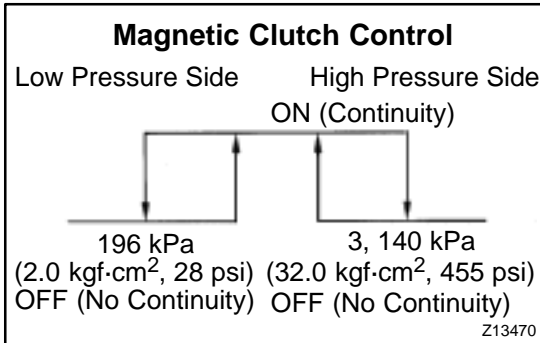 Magnetic Clutch Control
Low Pressure Side High Pressure Side
ON (Continuity)
196 kPa 3, 140 kPa
(2.0 kgf·cm², 28 psi) (32.0 kgf·cm², 455 psi)
OFF (No Continuity) OFF (No Continuity)
Z13470